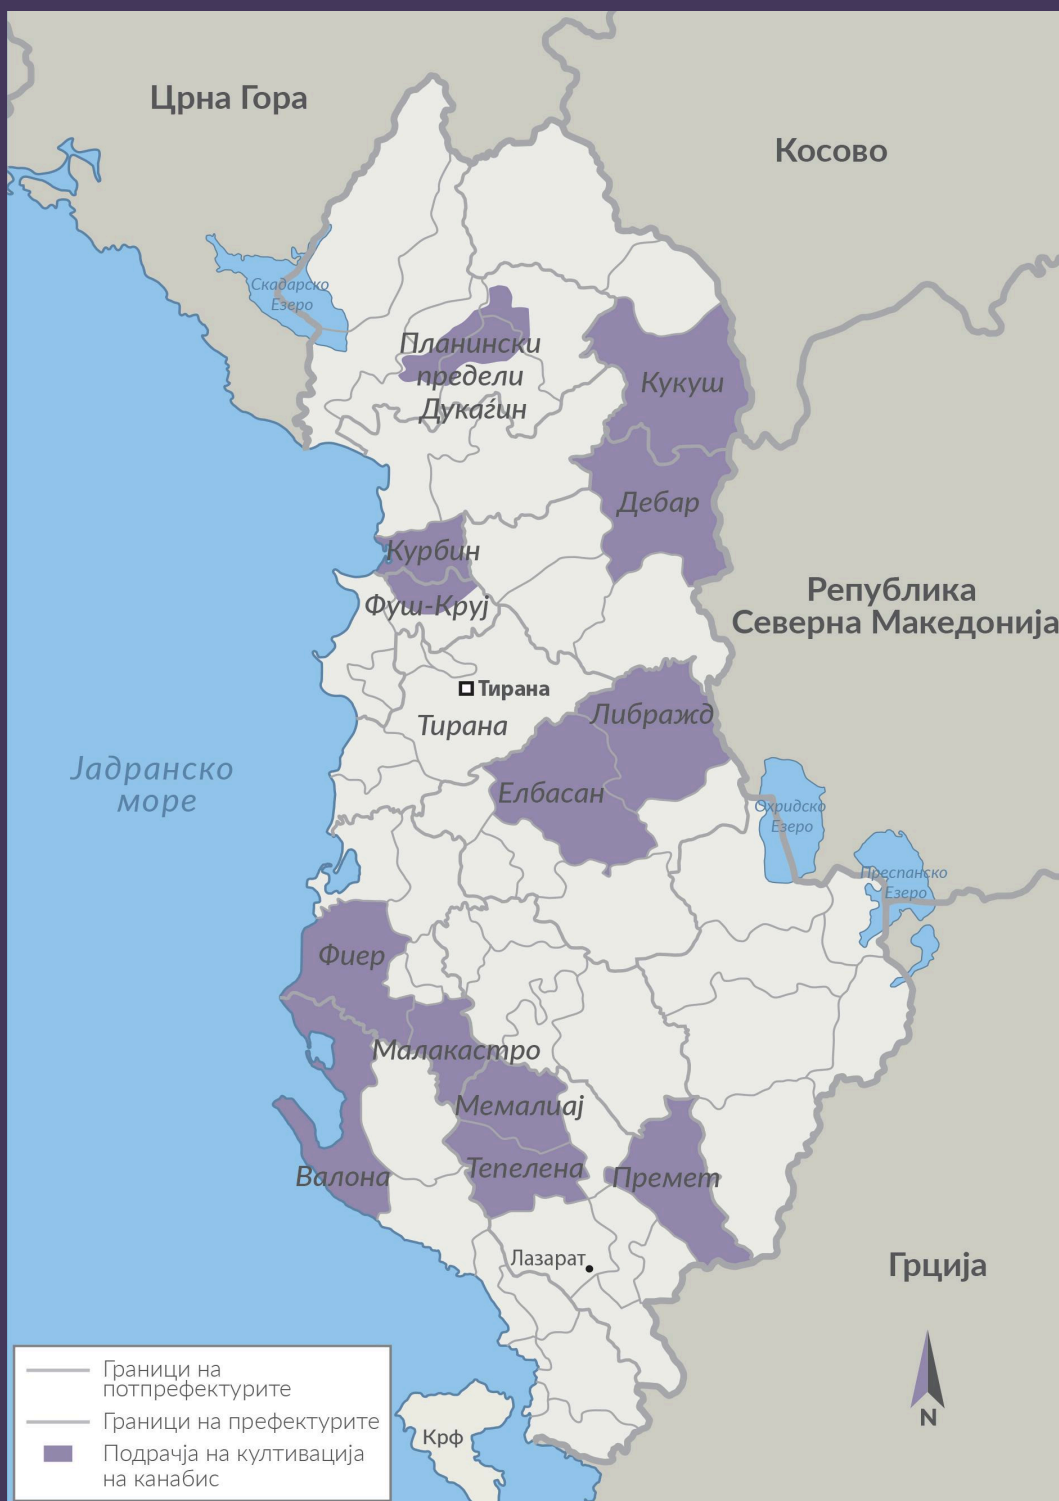 Црна Гора
Косово
Скадарско
Езеро
Планински
предели
Дукаѓин
Кукуш
Дебар
Курбин
Фуш-Круј
Република
Северна Македонија
Тирана
Тирана
Либражд
Јадранско
море
Елбасан
Охридско
Езеро
Преспанско
Езеро
Фиер
Малакастро
Мемалиај
Тепелена
Премет
Валона
Лазарат
Грција
Граници на
потпрефектурите
Граници на префектурите
Подрачја на култивација
на канабис
Крф
N